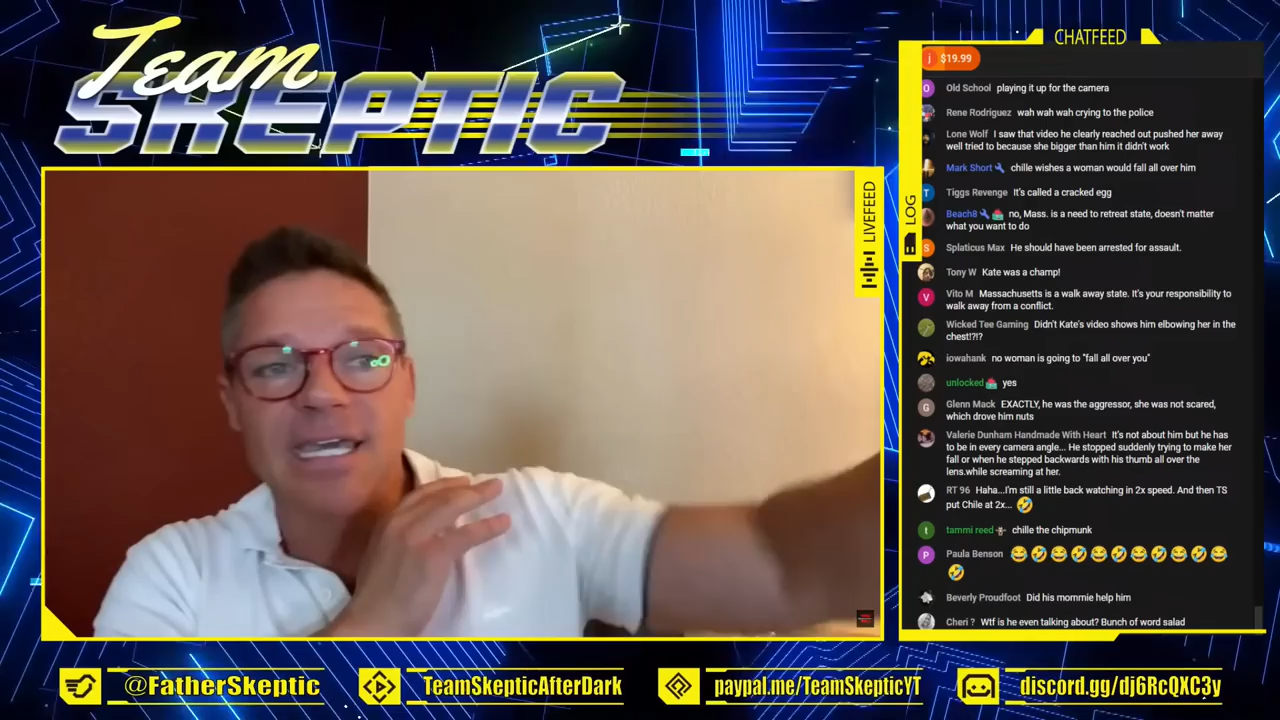 Team
SKEPTIC
CHATFEED
LOG
LIVEFEED
j $19.99
O Old School playing it up for the camera
Rene Rodriguez wah wah wah crying to the police
Lone Wolf I saw that video he clearly reached out pushed her away
well tried to because she bigger than him it didn't work
Mark Short chille wishes a woman would fall all over him
T Tiggs Revenge It's called a cracked egg
Beach8 no, Mass. is a need to retreat state, doesn't matter
what you want to do
S Splaticus Max He should have been arrested for assault.
Tony W Kate was a champ!
V Vito M Massachusetts is a walk away state. It's your responsibility to
walk away from a conflict.
Wicked Tee Gaming Didn't Kate's video shows him elbowing her in the
chest!?!?
iowahank no woman is going to "fall all over you"
unlocked yes
G Glenn Mack EXACTLY, he was the aggressor, she was not scared,
which drove him nuts
Valerie Dunham Handmade With Heart It's not about him but he has
to be in every camera angle... He stopped suddenly trying to make her
fall or when he stepped backwards with his thumb all over the
lens.while screaming at her.
RT 96 Haha...I'm still a little back watching in 2x speed. And then TS
put Chile at 2x... 🤣
t tammi reed chille the chipmunk
P Paula Benson 😂🤣😂🤣😂🤣😂🤣😂🤣😂
🤣
Beverly Proudfoot Did his mommie help him
Cheri ? Wtf is he even talking about? Bunch of word salad
@FatherSkeptic
TeamSkepticAfterDark
paypal.me/TeamSkepticYT
discord.gg/dj6RcQXC3y